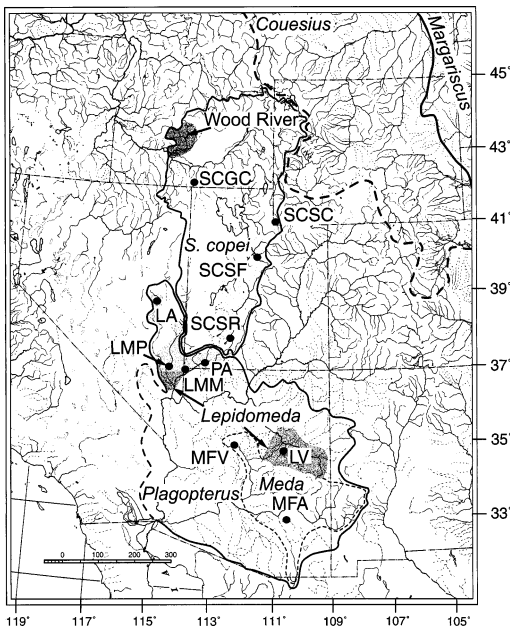 Couesius
Margariscus
45°
Wood River
43°
SCGC
SCSC
41°
S. copei
SCSF
39°
LA
SCSR
LMP
PA
37°
LMM
Lepidomeda
35°
MFV
LV
Plagopterus
Meda
MFA
33°
0 100 200 300
119° 117° 115° 113° 111° 109° 107° 105°